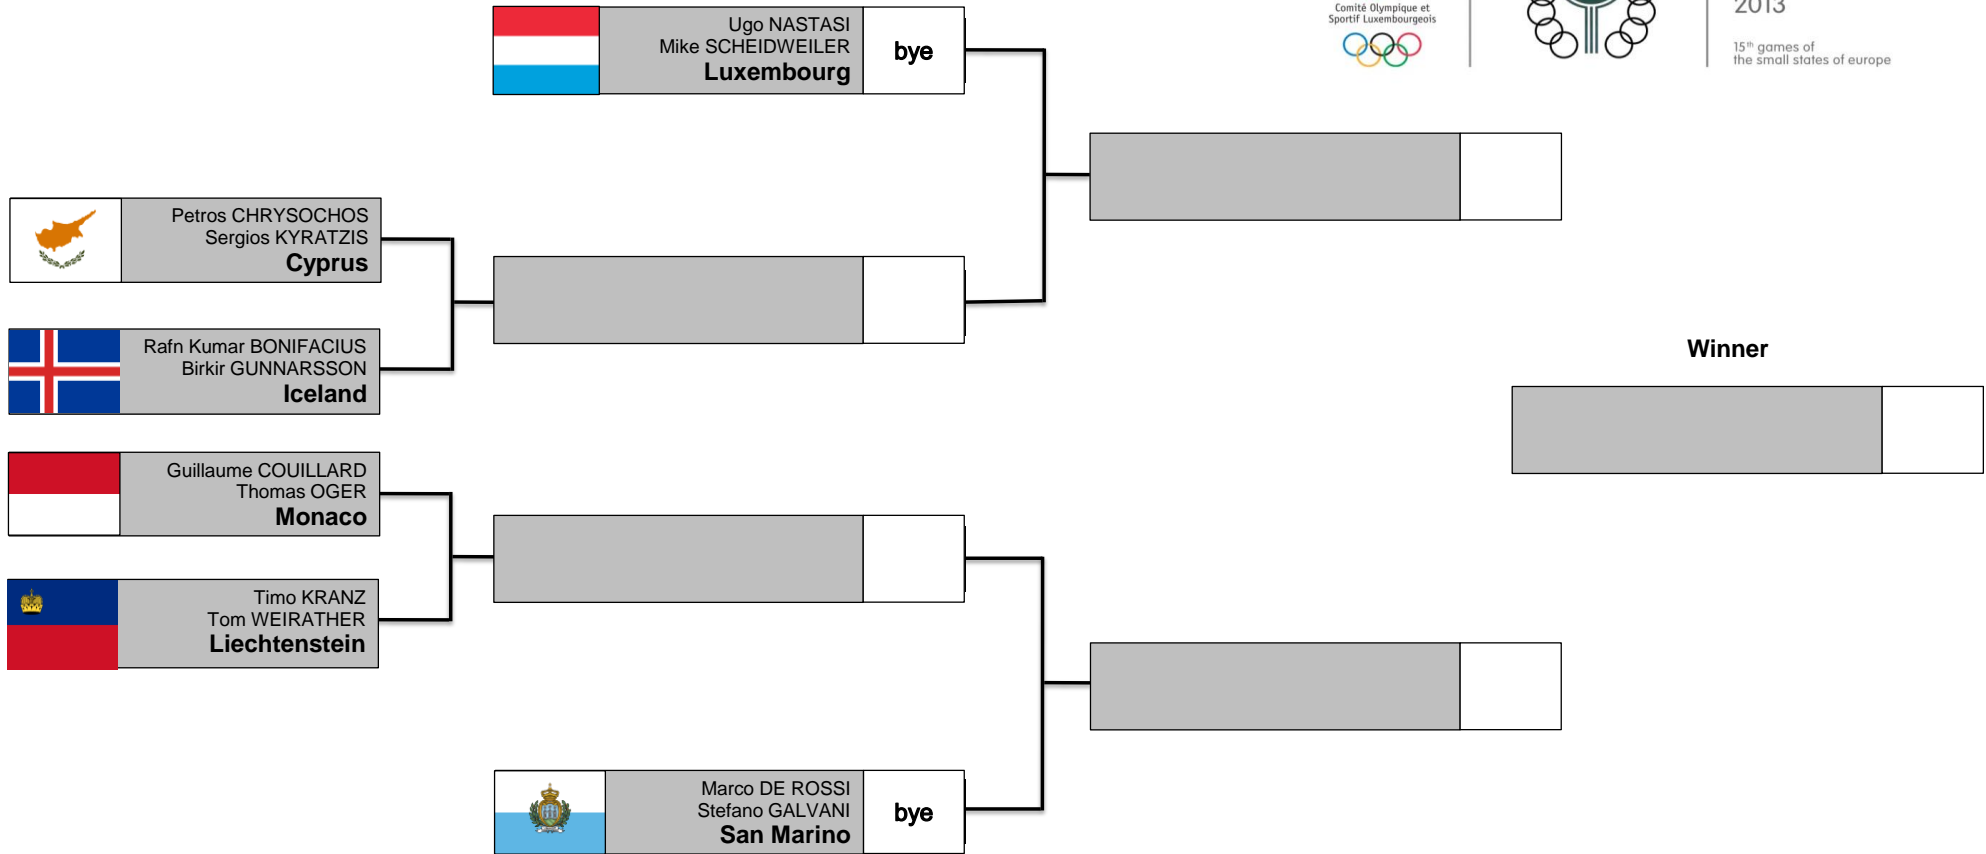 Comité Olympique et
Sportif Luxembourgeois
2013
15th games of
the small states of europe
Ugo NASTASI
Mike SCHEIDWEILER
Luxembourg
bye
Petros CHRYSOCHOS
Sergios KYRATZIS
Cyprus
Rafn Kumar BONIFACIUS
Birkir GUNNARSSON
Iceland
Winner
Guillaume COUILLARD
Thomas OGER
Monaco
Timo KRANZ
Tom WEIRATHER
Liechtenstein
Marco DE ROSSI
Stefano GALVANI
San Marino
bye